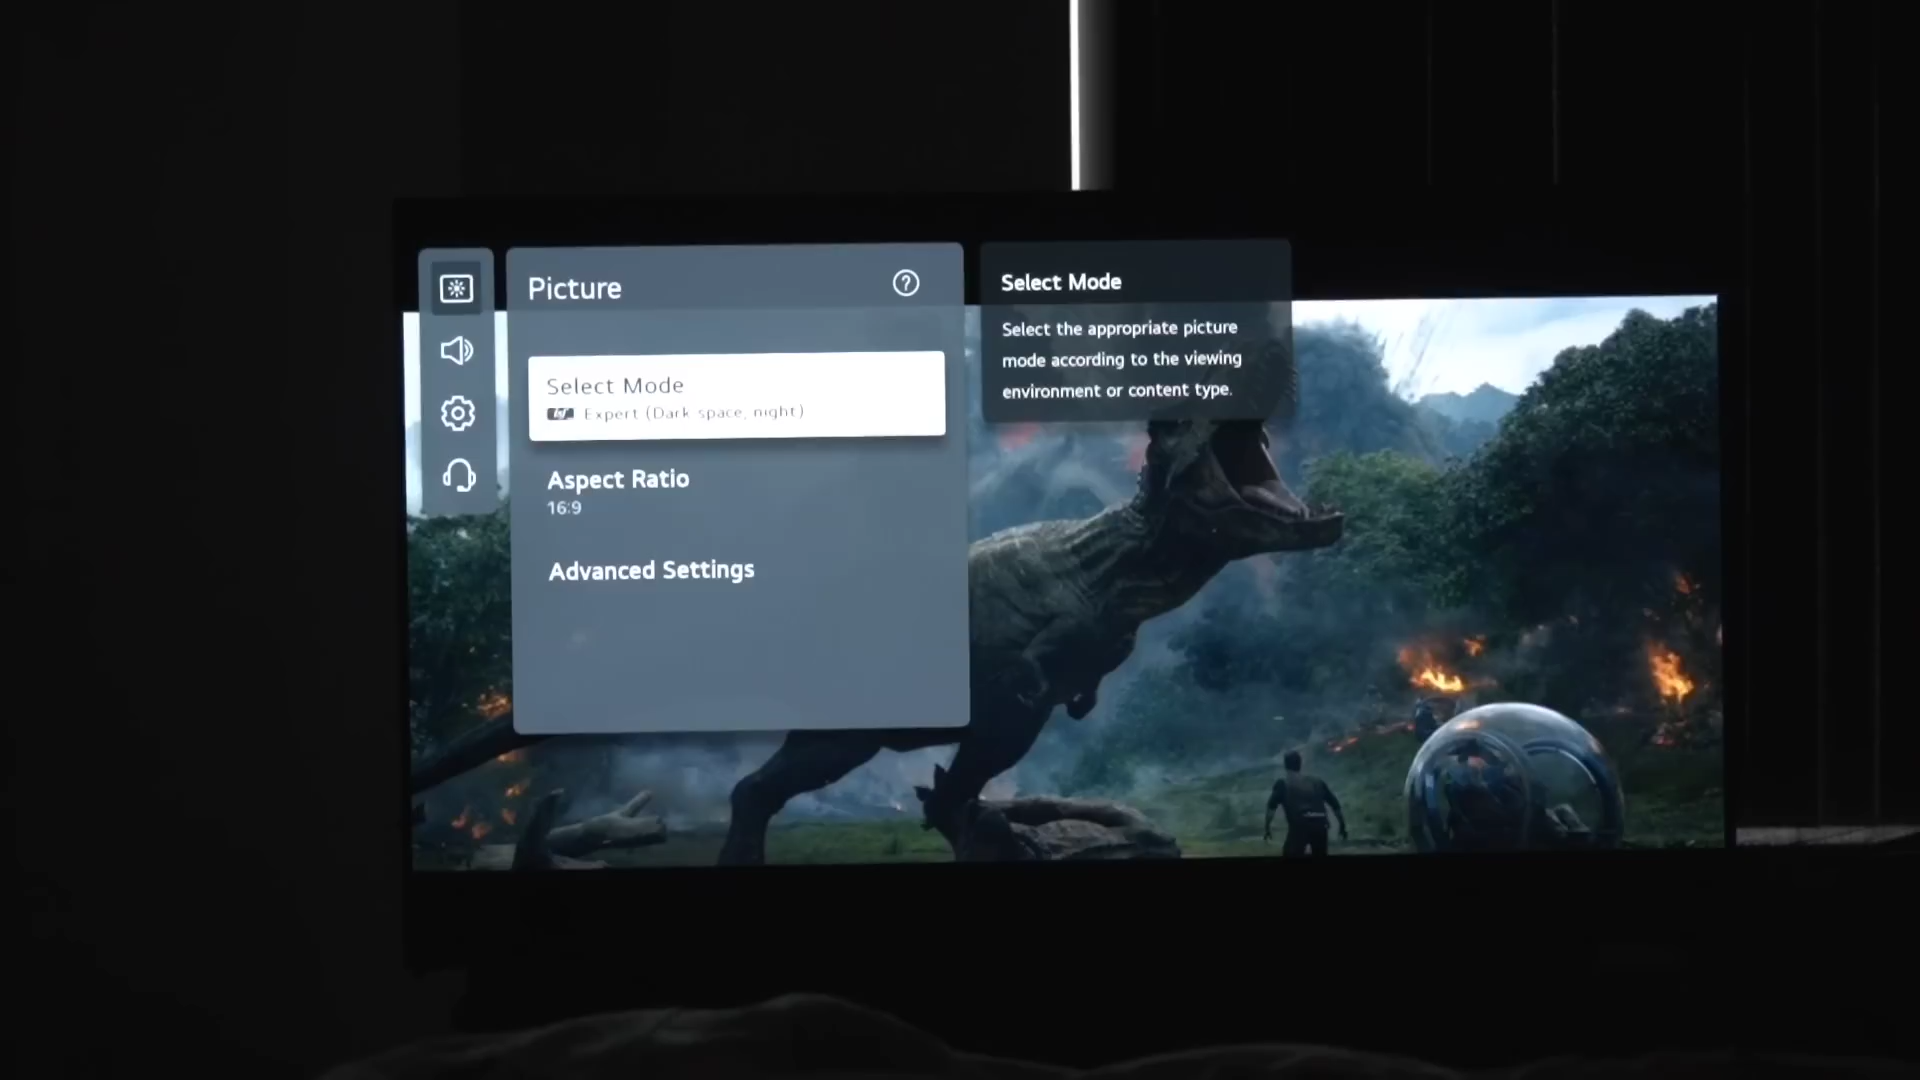 Picture
?
Select Mode
Expert (Dark space, night)
Aspect Ratio
16:9
Advanced Settings
Select Mode
Select the appropriate picture
mode according to the viewing
environment or content type.